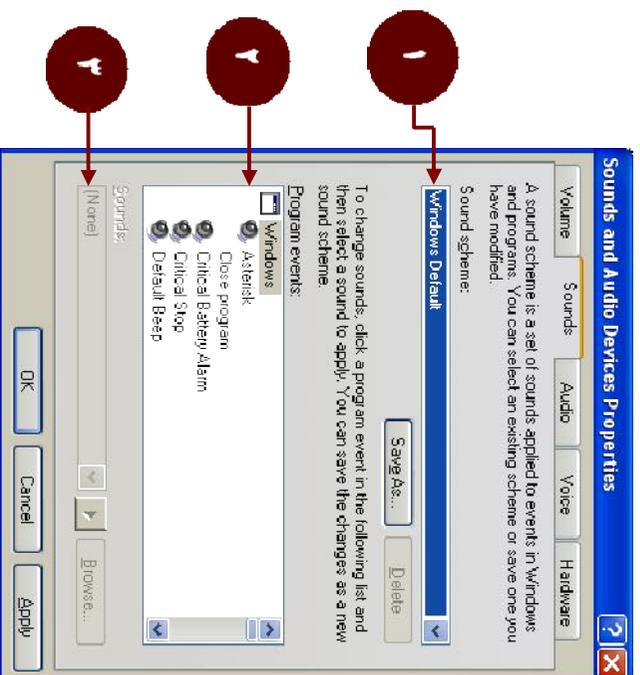 Sounds and Audio Devices Properties
Volume
Sounds
Audio
Voice
Hardware
A sound scheme is a set of sounds applied to events in Windows
and programs. You can select an existing scheme or save one you
have modified.
Sound scheme:
Windows Default
Save As...
Delete
To change sounds, click a program event in the following list and
then select a sound to apply. You can save the changes as a new
sound scheme.
Program events:
Windows
Asterisk
Close program
Critical Battery Alarm
Critical Stop
Default Beep
Sounds:
(None)
Browse...
OK
Cancel
Apply
١
٢
٣